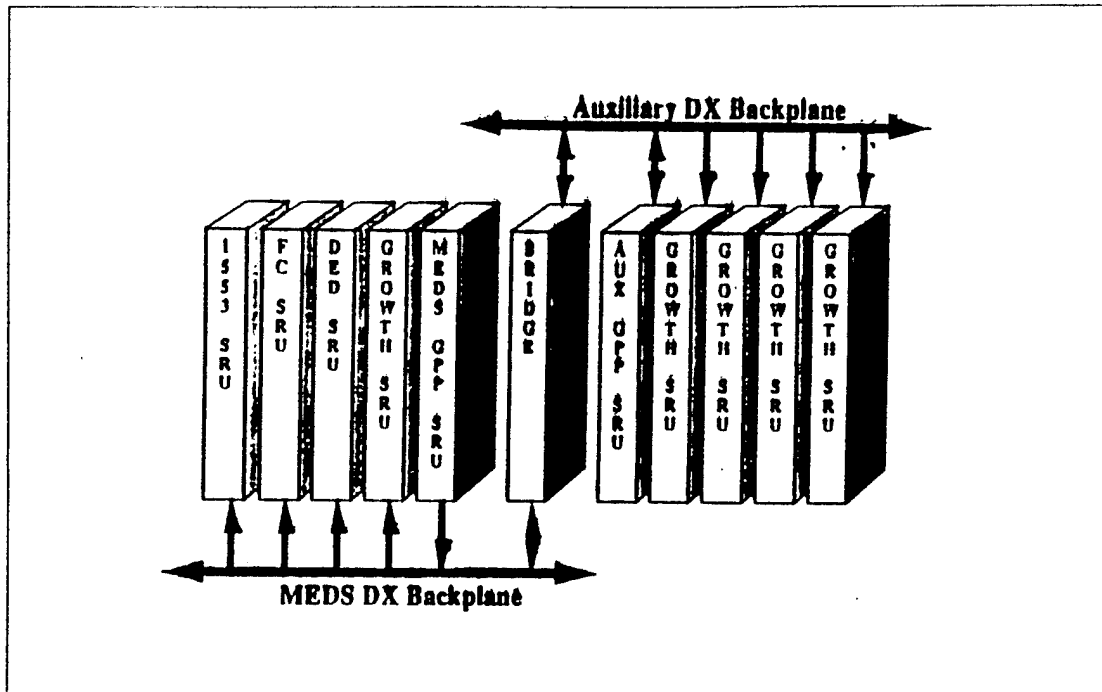 Auxiliary DX Backplane
1553 SRU
FC SRU
DED SRU
GROWTH SRU
MEDS GPP SRU
BRIDGE
AUX GPP SRU
GROWTH SRU
GROWTH SRU
GROWTH SRU
GROWTH SRU
MEDS DX Backplane